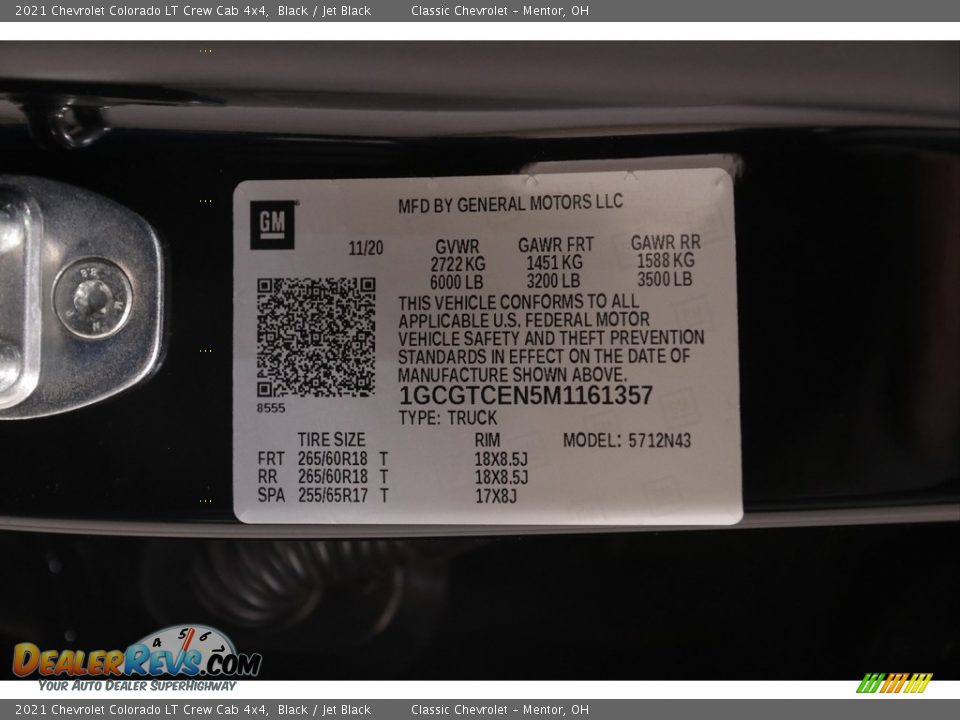 2021 Chevrolet Colorado LT Crew Cab 4x4, Black / Jet Black Classic Chevrolet – Mentor, OH
GM
MFD BY GENERAL MOTORS LLC
11/20 GVWR GAWR FRT GAWR RR
2722 KG 1451 KG 1588 KG
6000 LB 3200 LB 3500 LB
THIS VEHICLE CONFORMS TO ALL
APPLICABLE U.S. FEDERAL MOTOR
VEHICLE SAFETY AND THEFT PREVENTION
STANDARDS IN EFFECT ON THE DATE OF
MANUFACTURE SHOWN ABOVE.
8555 1GCGTCEN5M1161357
TYPE: TRUCK
TIRE SIZE RIM MODEL: 5712N43
FRT 265/60R18 T 18X8.5J
RR 265/60R18 T 18X8.5J
SPA 255/65R17 T 17X8J
4 5 6
DEALERREVS.COM
YOUR AUTO DEALER SUPERHIGHWAY
2021 Chevrolet Colorado LT Crew Cab 4x4, Black / Jet Black Classic Chevrolet – Mentor, OH